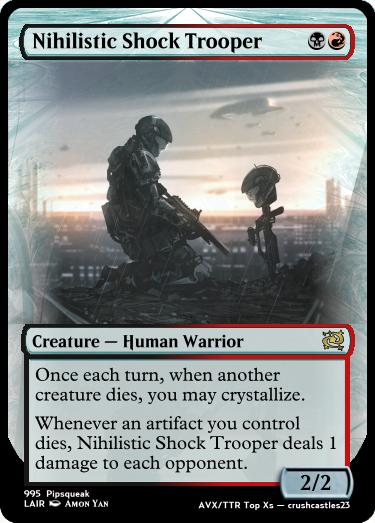 Nihilistic Shock Trooper
Creature — Human Warrior
Once each turn, when another
creature dies, you may crystallize.
Whenever an artifact you control
dies, Nihilistic Shock Trooper deals 1
damage to each opponent.
2/2
995 Pipsqueak
LAIR Amon Yan
AVX/TTR Top Xs — crushcastles23